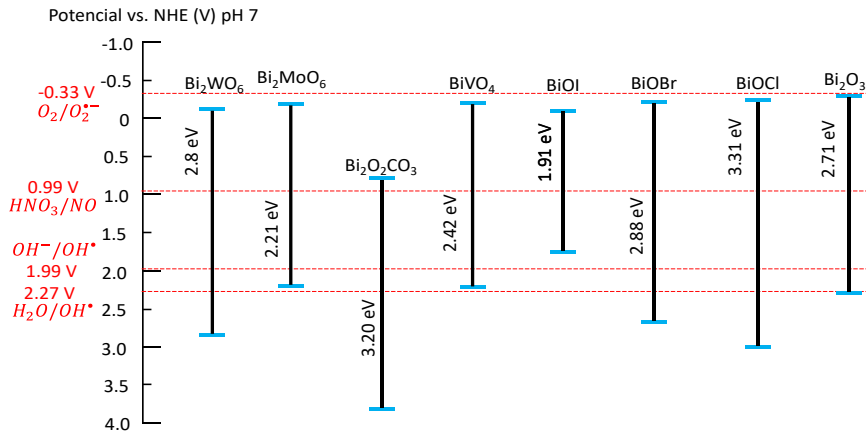 Potencial vs. NHE (V) pH 7
-1.0
-0.5
0
0.5
1.0
1.5
2.0
2.5
3.0
3.5
4.0
-0.33 V
O₂/O₂•−
0.99 V
HNO₃/NO
OH⁻/OH•
1.99 V
2.27 V
H₂O/OH•
Bi₂WO₆
2.8 eV
Bi₂MoO₆
2.21 eV
Bi₂O₂CO₃
3.20 eV
BiVO₄
2.42 eV
BiOI
1.91 eV
BiOBr
2.88 eV
BiOCl
3.31 eV
Bi₂O₃
2.71 eV